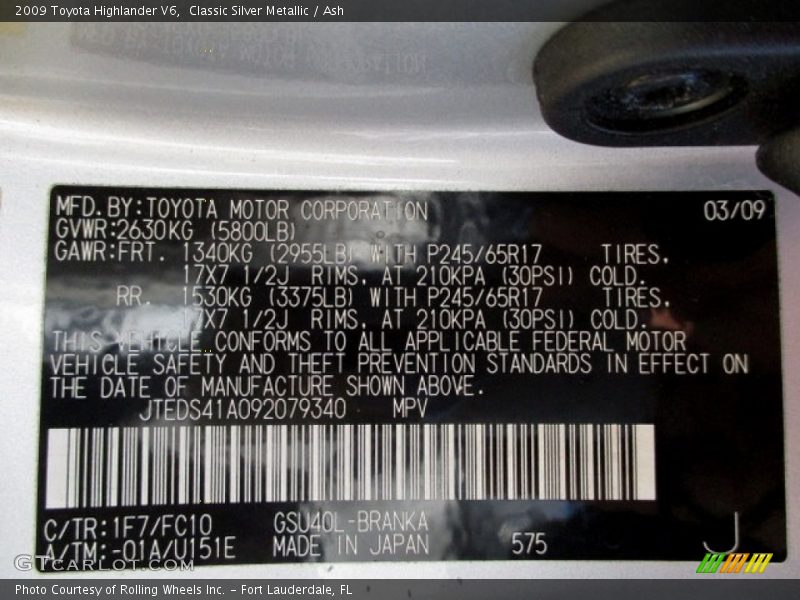 2009 Toyota Highlander V6,  Classic Silver Metallic / Ash
MFD. BY:TOYOTA MOTOR CORPORATION 03/09
GVWR:2630KG (5800LB)
GAWR:FRT. 1340KG (2955LB) WITH P245/65R17 TIRES,
17X7 1/2J RIMS, AT 210KPA (30PSI) COLD.
RR. 1530KG (3375LB) WITH P245/65R17 TIRES,
17X7 1/2J RIMS, AT 210KPA (30PSI) COLD.
THIS VEHICLE CONFORMS TO ALL APPLICABLE FEDERAL MOTOR
VEHICLE SAFETY AND THEFT PREVENTION STANDARDS IN EFFECT ON
THE DATE OF MANUFACTURE SHOWN ABOVE.
JTEDS41A092079340 MPV
C/TR:1F7/FC10 GSU40L-BRANKA
A/TM:-01A/U151E MADE IN JAPAN 575 J
GTcarlot.com
Photo Courtesy of Rolling Wheels Inc. – Fort Lauderdale, FL